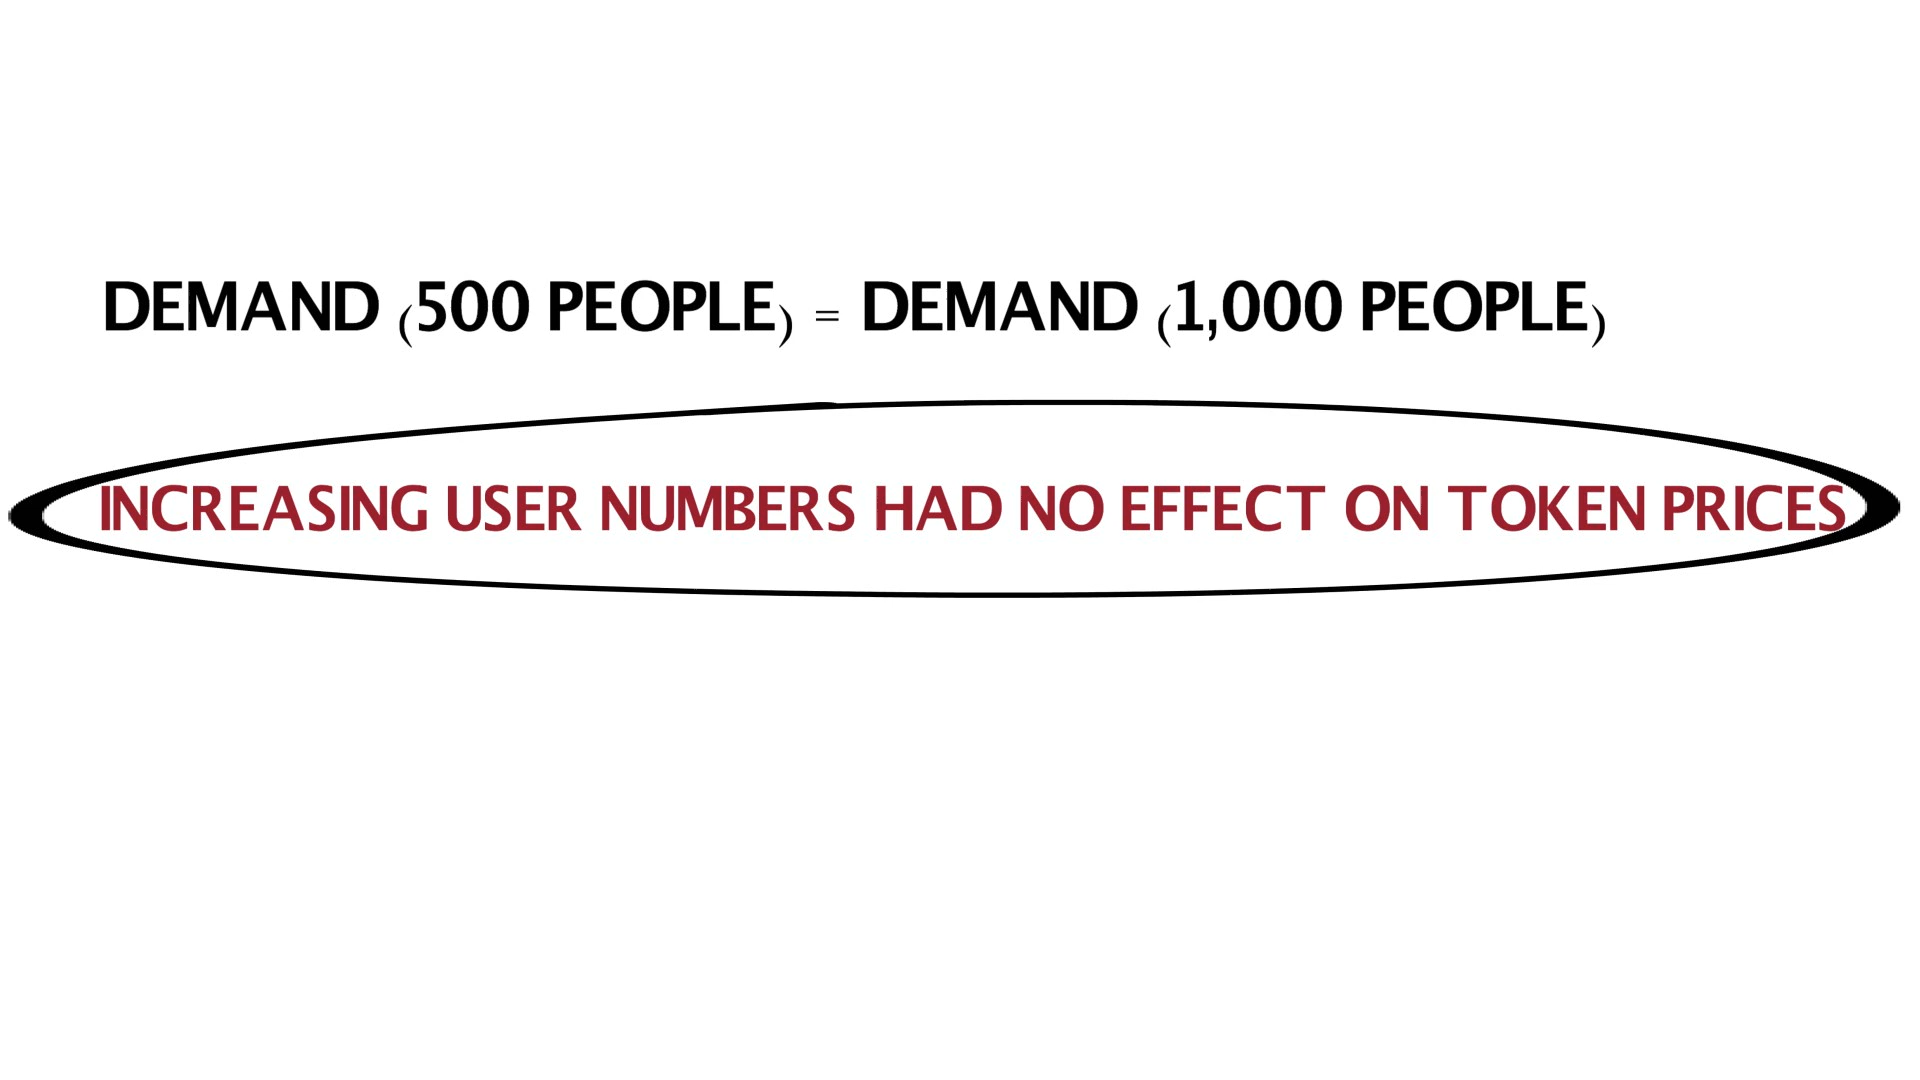 DEMAND (500 PEOPLE) = DEMAND (1,000 PEOPLE)
INCREASING USER NUMBERS HAD NO EFFECT ON TOKEN PRICES